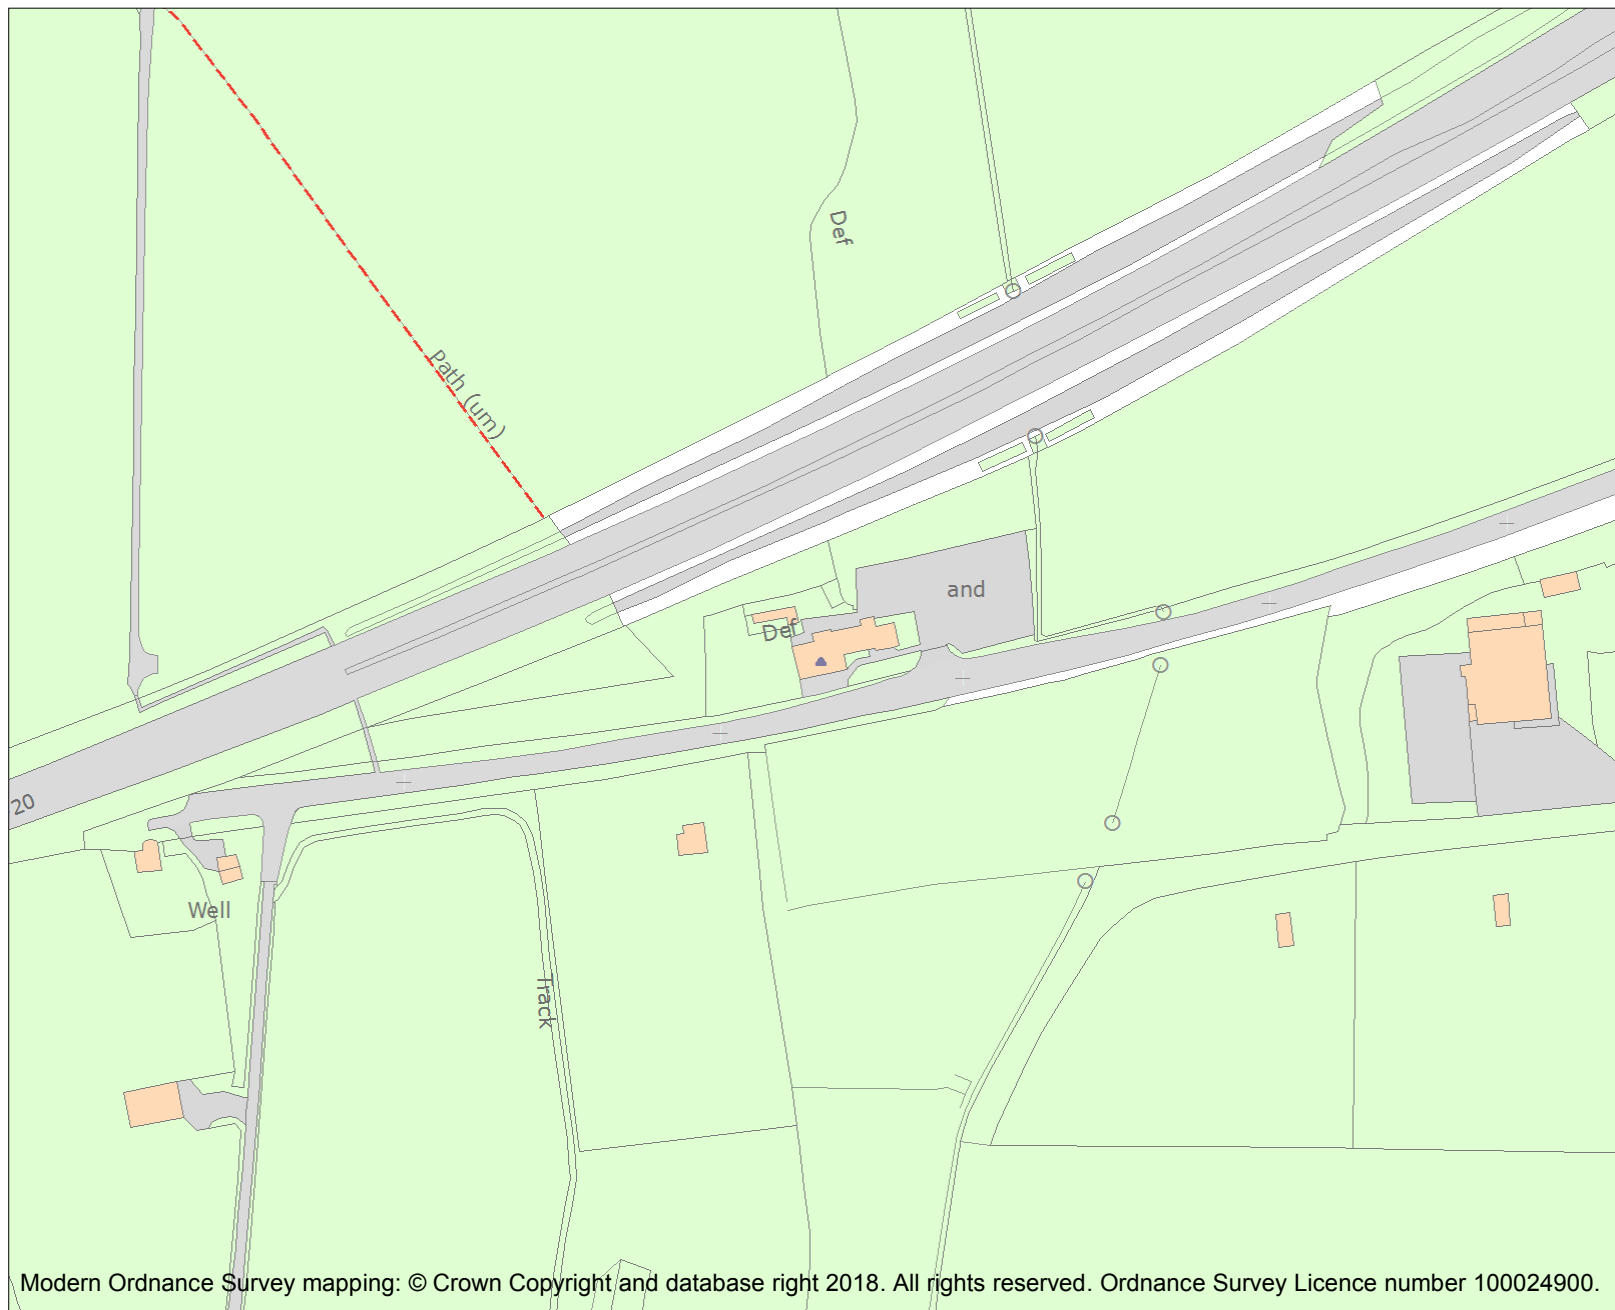 Def
Path (um)
and
Def
20
Well
Track
Modern Ordnance Survey mapping: © Crown Copyright and database right 2018. All rights reserved. Ordnance Survey Licence number 100024900.